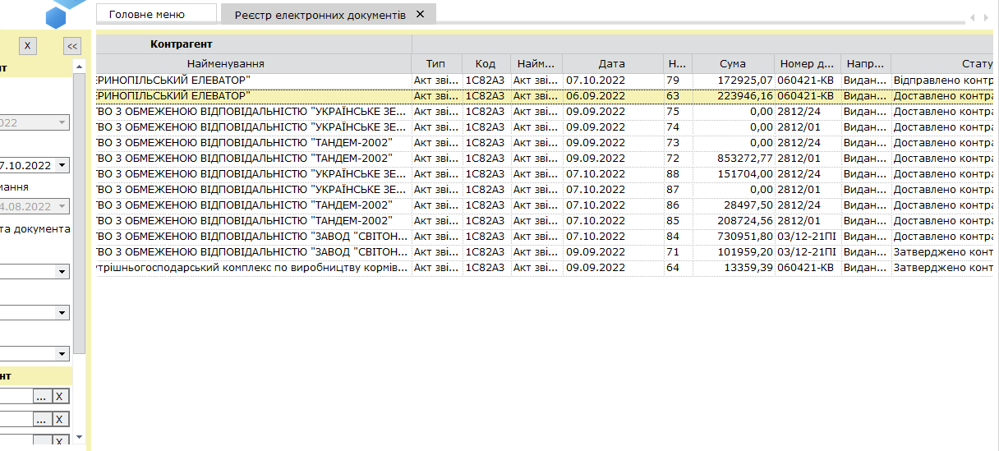 Головне меню Реєстр електронних документів ✕
X <<
Контрагент
Найменування Тип Код Найм... Дата Н... Сума Номер д... Напр... Стату
ЕРИНОПІЛЬСЬКИЙ ЕЛЕВАТОР" Акт зві... 1С82АЗ Акт зві... 07.10.2022 79 172925,07 060421-КВ Видан... Відправлено контр
ЕРИНОПІЛЬСЬКИЙ ЕЛЕВАТОР" Акт зві... 1С82АЗ Акт зві... 06.09.2022 63 223946,16 060421-КВ Видан... Доставлено контра
ТВО З ОБМЕЖЕНОЮ ВІДПОВІДАЛЬНІСТЮ "УКРАЇНСЬКЕ ЗЕ... Акт зві... 1С82АЗ Акт зві... 09.09.2022 75 0,00 2812/24 Видан... Доставлено контра
ТВО З ОБМЕЖЕНОЮ ВІДПОВІДАЛЬНІСТЮ "УКРАЇНСЬКЕ ЗЕ... Акт зві... 1С82АЗ Акт зві... 09.09.2022 74 0,00 2812/01 Видан... Доставлено контра
ТВО З ОБМЕЖЕНОЮ ВІДПОВІДАЛЬНІСТЮ "ТАНДЕМ-2002" Акт зві... 1С82АЗ Акт зві... 09.09.2022 73 0,00 2812/24 Видан... Доставлено контра
ТВО З ОБМЕЖЕНОЮ ВІДПОВІДАЛЬНІСТЮ "ТАНДЕМ-2002" Акт зві... 1С82АЗ Акт зві... 09.09.2022 72 853272,77 2812/01 Видан... Доставлено контра
ТВО З ОБМЕЖЕНОЮ ВІДПОВІДАЛЬНІСТЮ "УКРАЇНСЬКЕ ЗЕ... Акт зві... 1С82АЗ Акт зві... 07.10.2022 88 151704,00 2812/24 Видан... Доставлено контра
ТВО З ОБМЕЖЕНОЮ ВІДПОВІДАЛЬНІСТЮ "УКРАЇНСЬКЕ ЗЕ... Акт зві... 1С82АЗ Акт зві... 07.10.2022 87 0,00 2812/01 Видан... Доставлено контра
ТВО З ОБМЕЖЕНОЮ ВІДПОВІДАЛЬНІСТЮ "ТАНДЕМ-2002" Акт зві... 1С82АЗ Акт зві... 07.10.2022 86 28497,50 2812/24 Видан... Доставлено контра
ТВО З ОБМЕЖЕНОЮ ВІДПОВІДАЛЬНІСТЮ "ТАНДЕМ-2002" Акт зві... 1С82АЗ Акт зві... 07.10.2022 85 208724,56 2812/01 Видан... Доставлено контра
ТВО З ОБМЕЖЕНОЮ ВІДПОВІДАЛЬНІСТЮ "ЗАВОД "СВІТОН... Акт зві... 1С82АЗ Акт зві... 07.10.2022 84 730951,80 03/12-21ПІ Видан... Доставлено контра
ТВО З ОБМЕЖЕНОЮ ВІДПОВІДАЛЬНІСТЮ "ЗАВОД "СВІТОН... Акт зві... 1С82АЗ Акт зві... 09.09.2022 71 101959,20 03/12-21ПІ Видан... Затверджено конт
утрішньогосподарський комплекс по виробництву кормів... Акт зві... 1С82АЗ Акт зві... 09.09.2022 64 13359,39 060421-КВ Видан... Затверджено конт
нт
022
7.10.2022
мання
4.08.2022
та документа
нт
... X
... X
X